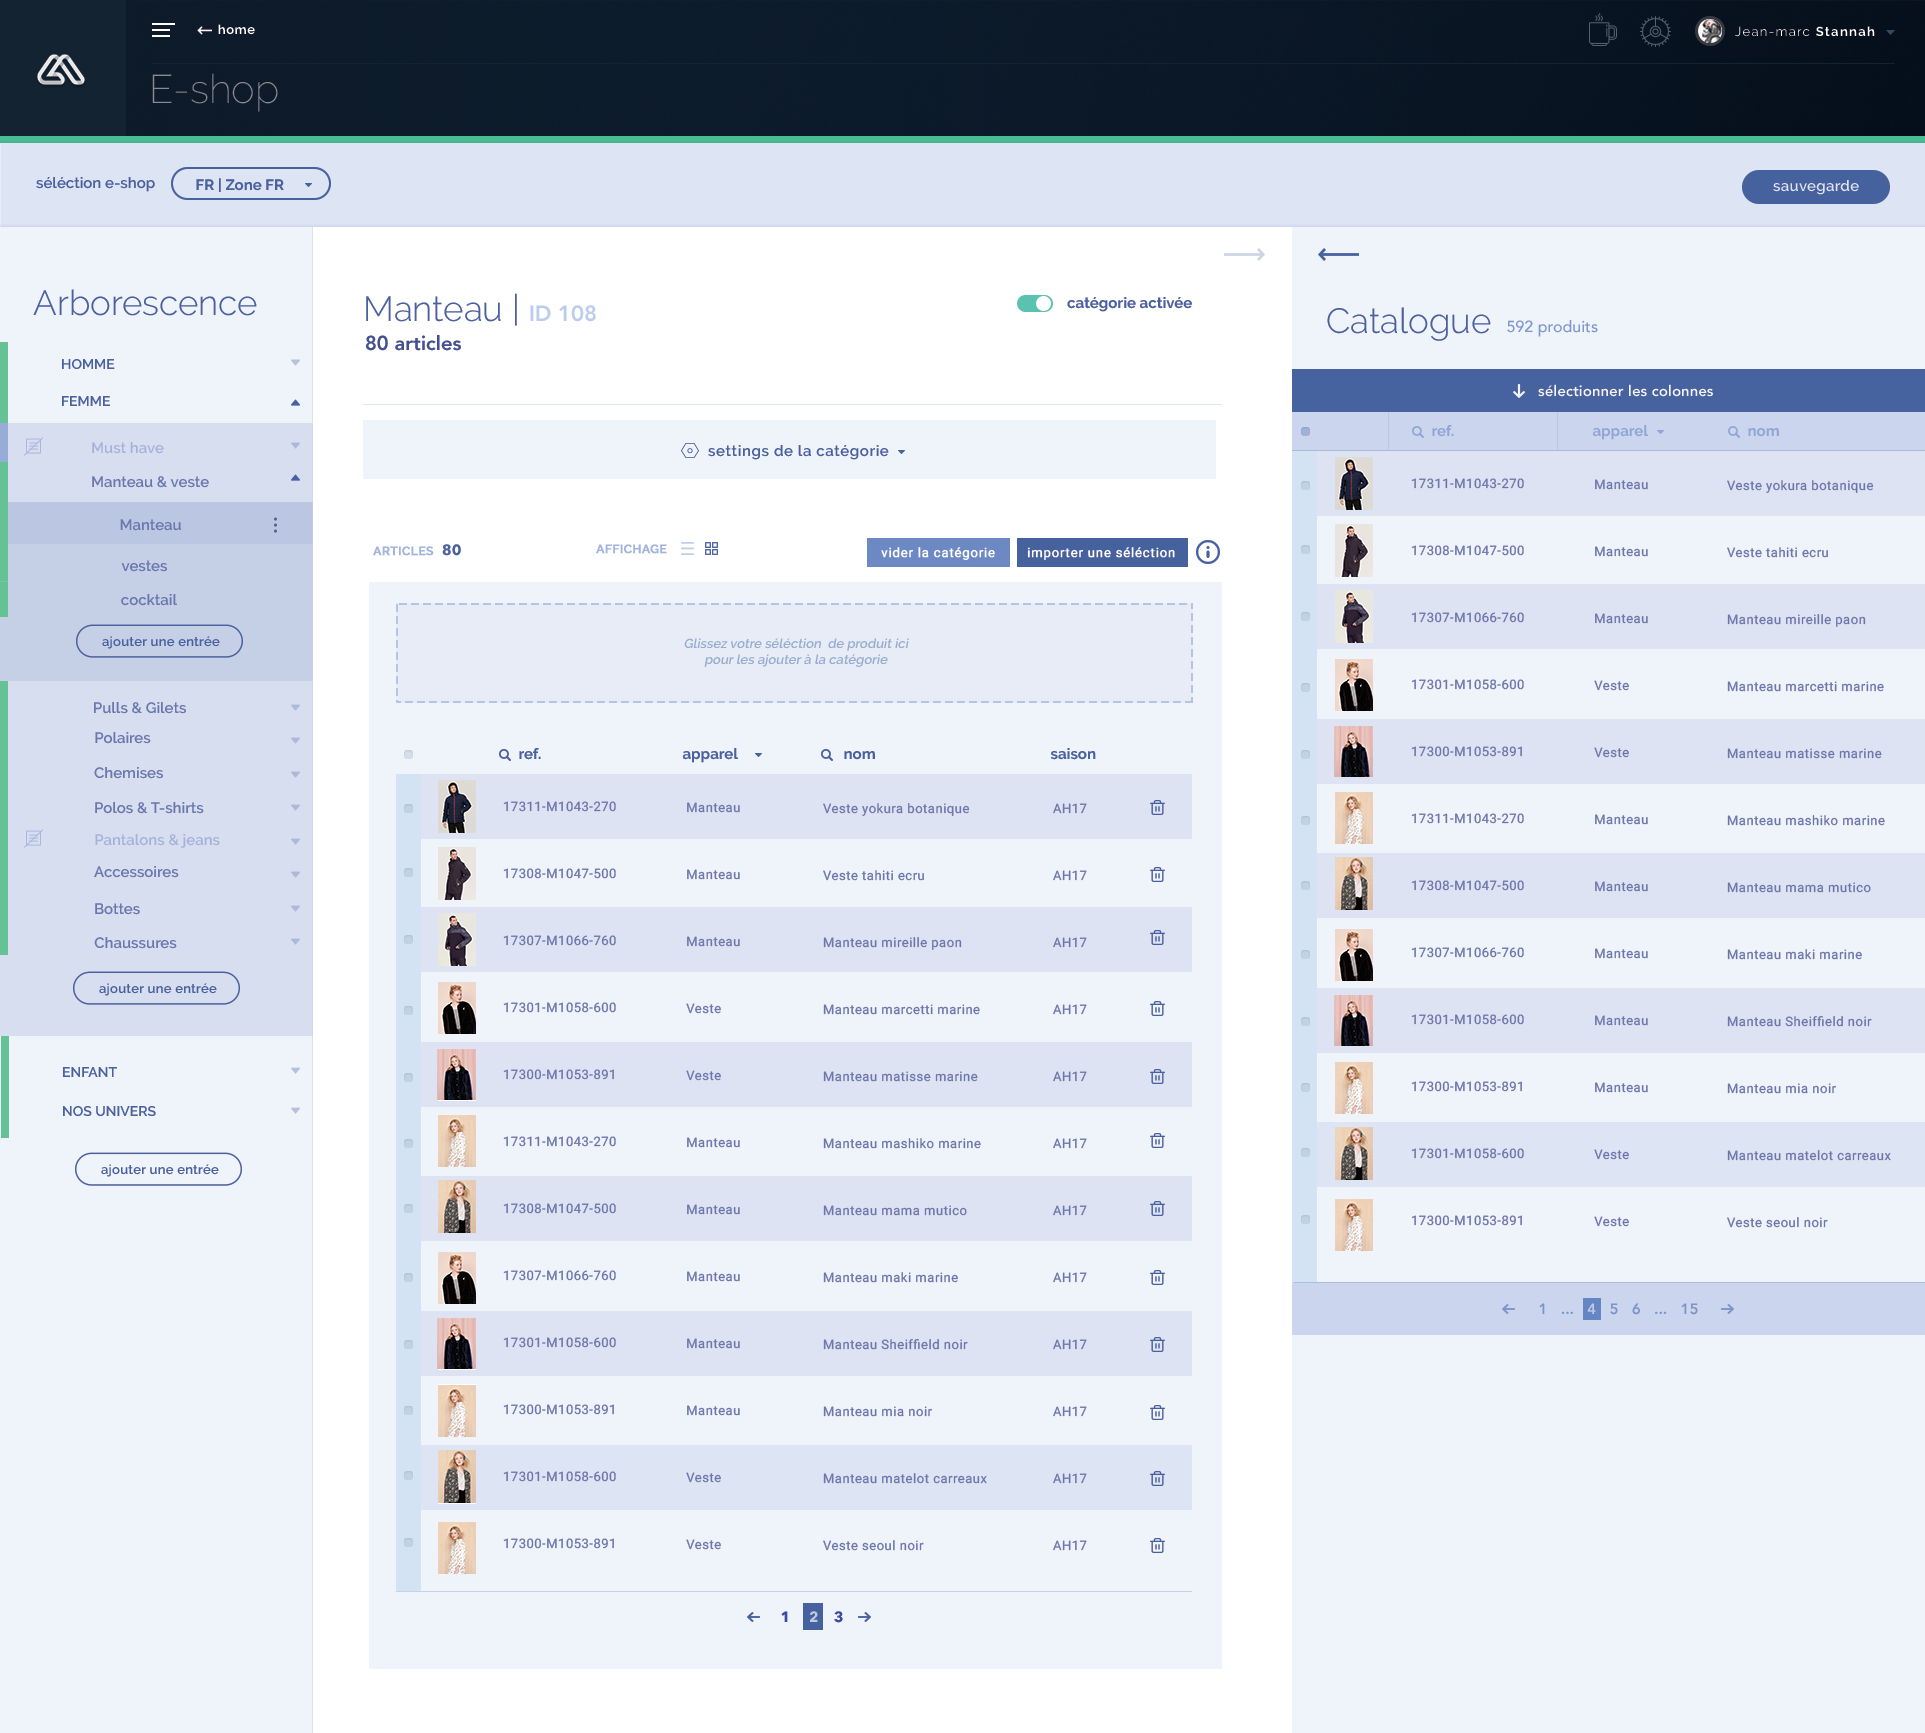 home
Jean-marc Stannah
E-shop
séléction e-shop
FR | Zone FR
sauvegarde
Arborescence
HOMME
FEMME
Must have
Manteau & veste
Manteau
vestes
cocktail
ajouter une entrée
Pulls & Gilets
Polaires
Chemises
Polos & T-shirts
Pantalons & jeans
Accessoires
Bottes
Chaussures
ajouter une entrée
ENFANT
NOS UNIVERS
ajouter une entrée
Manteau | ID 108
80 articles
catégorie activée
settings de la catégorie
ARTICLES 80
AFFICHAGE
vider la catégorie
importer une séléction
Glissez votre séléction de produit ici
pour les ajouter à la catégorie
ref. apparel nom saison
17311-M1043-270 Manteau Veste yokura botanique AH17
17308-M1047-500 Manteau Veste tahiti ecru AH17
17307-M1066-760 Manteau Manteau mireille paon AH17
17301-M1058-600 Veste Manteau marcetti marine AH17
17300-M1053-891 Veste Manteau matisse marine AH17
17311-M1043-270 Manteau Manteau mashiko marine AH17
17308-M1047-500 Manteau Manteau mama mutico AH17
17307-M1066-760 Manteau Manteau maki marine AH17
17301-M1058-600 Manteau Manteau Sheiffield noir AH17
17300-M1053-891 Manteau Manteau mia noir AH17
17301-M1058-600 Veste Manteau matelot carreaux AH17
17300-M1053-891 Veste Veste seoul noir AH17
1 2 3
Catalogue 592 produits
sélectionner les colonnes
ref. apparel nom
17311-M1043-270 Manteau Veste yokura botanique
17308-M1047-500 Manteau Veste tahiti ecru
17307-M1066-760 Manteau Manteau mireille paon
17301-M1058-600 Veste Manteau marcetti marine
17300-M1053-891 Veste Manteau matisse marine
17311-M1043-270 Manteau Manteau mashiko marine
17308-M1047-500 Manteau Manteau mama mutico
17307-M1066-760 Manteau Manteau maki marine
17301-M1058-600 Manteau Manteau Sheiffield noir
17300-M1053-891 Manteau Manteau mia noir
17301-M1058-600 Veste Manteau matelot carreaux
17300-M1053-891 Veste Veste seoul noir
1 ... 4 5 6 ... 15